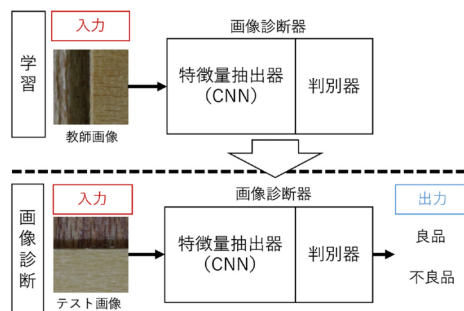 学習
入力
教師画像
画像診断器
特徴量抽出器
(CNN)
判別器
画像診断
入力
テスト画像
画像診断器
特徴量抽出器
(CNN)
判別器
出力
良品
不良品